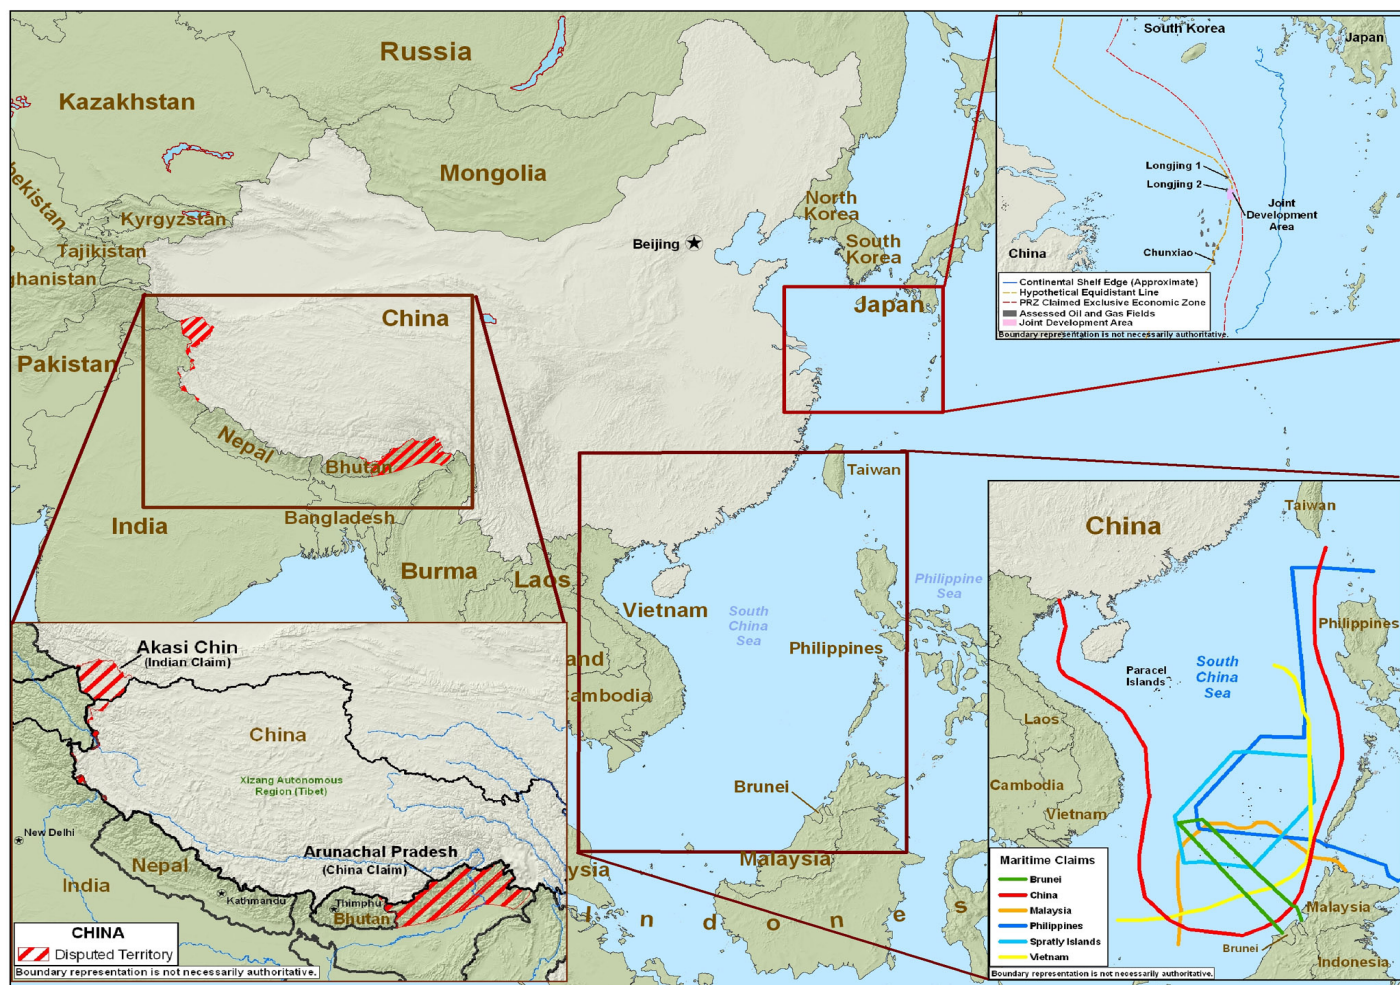 Russia
Kazakhstan
Mongolia
bekistan
Kyrgyzstan
Tajikistan
ghanistan
Pakistan
North
Korea
South
Korea
Beijing
Japan
China
Nepal
Bhutan
India
Bangladesh
Burma
Laos
Vietnam
Taiwan
South
China
Sea
Philippine
Sea
Philippines
and
Cambodia
Brunei
Malaysia
ysia
I n d o n e s
South Korea
Japan
Longjing 1
Longjing 2
Joint
Development
Area
Chunxiao
China
Continental Shelf Edge (Approximate)
Hypothetical Equidistant Line
PRZ Claimed Exclusive Economic Zone
Assessed Oil and Gas Fields
Joint Development Area
Boundary representation is not necessarily authoritative.
Akasi Chin
(Indian Claim)
China
Xizang Autonomous
Region (Tibet)
New Delhi
Arunachal Pradesh
(China Claim)
Nepal
India
Kathmandu
Thimphu
Bhutan
CHINA
Disputed Territory
Boundary representation is not necessarily authoritative.
China
Taiwan
Philippines
Paracel
Islands
South
China
Sea
Laos
Cambodia
Vietnam
Maritime Claims
Brunei
China
Malaysia
Philippines
Spratly Islands
Vietnam
Malaysia
Brunei
Indonesia
Boundary representation is not necessarily authoritative.